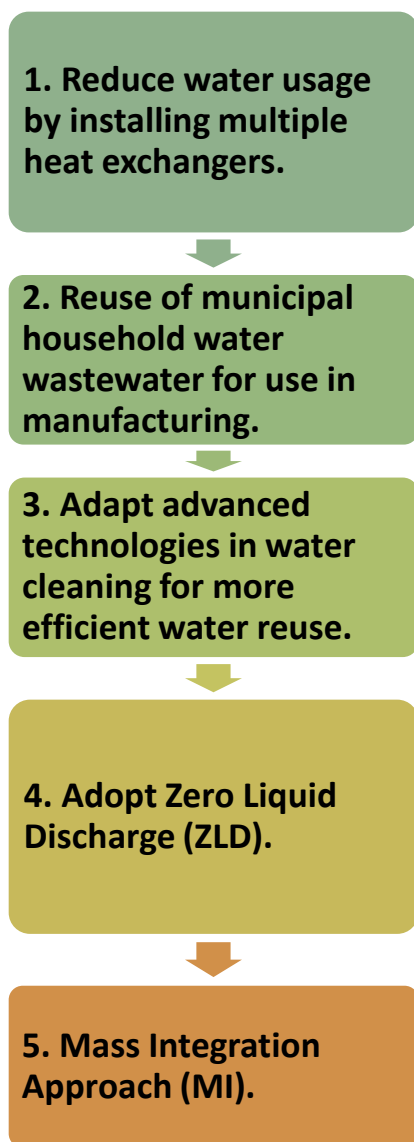 1. Reduce water usage
by installing multiple
heat exchangers.
2. Reuse of municipal
household water
wastewater for use in
manufacturing.
3. Adapt advanced
technologies in water
cleaning for more
efficient water reuse.
4. Adopt Zero Liquid
Discharge (ZLD).
5. Mass Integration
Approach (MI).